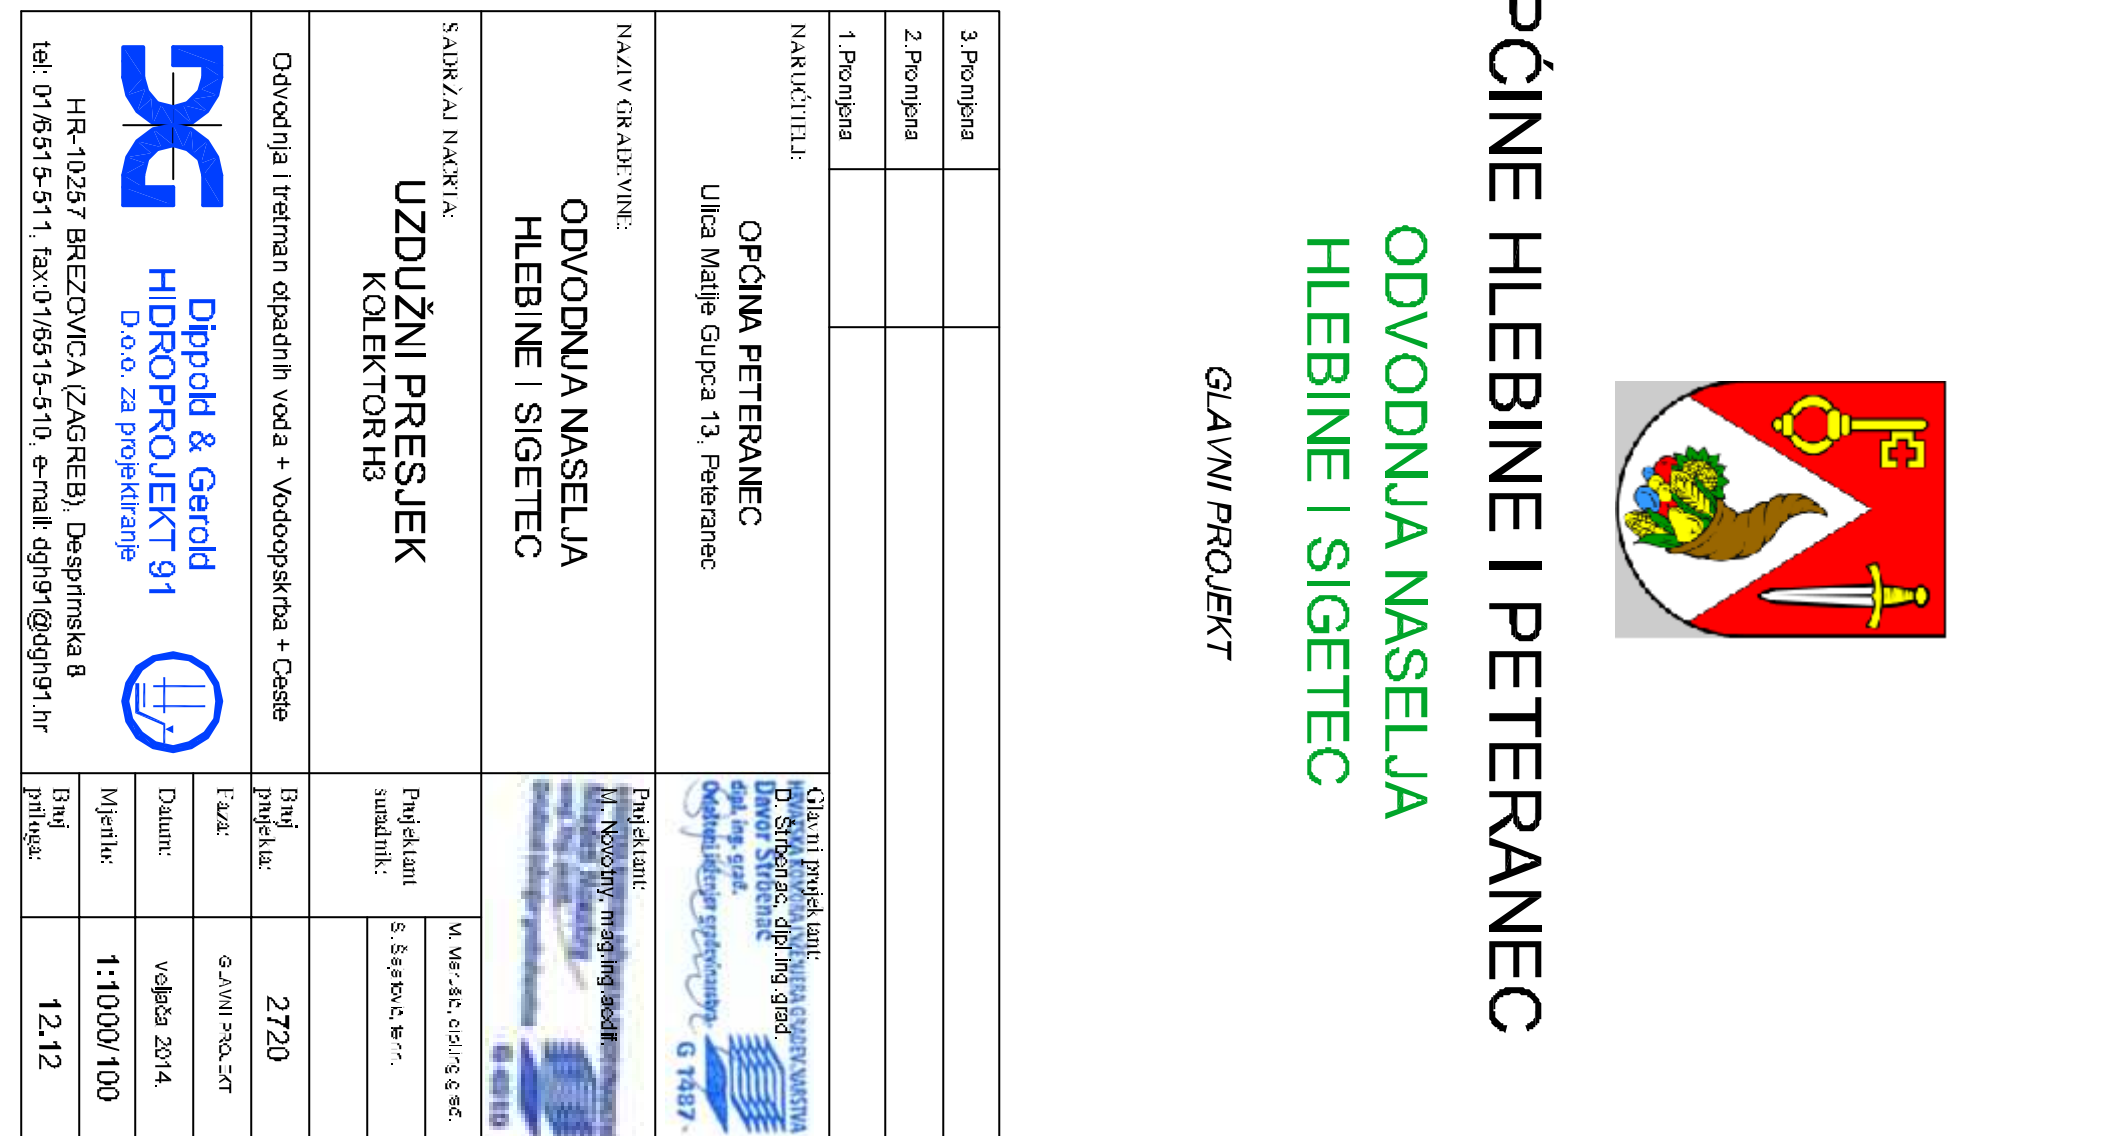 PĆINE HLEBINE I PETERANEC
ODVODNJA NASELJA
HLEBINE I SIGETEC
GLAVNI PROJEKT
3.Promjena
2.Promjena
1.Promjena
NARUČITELJ:
OPĆINA PETERANEC
Ulica Matije Gupca 13, Peteranec
Glavni projektant:
D. Štrbenac, dipl.ing.grad.
Davor Štrbenac
dipl. ing. građ.
Ovlašteni inženjer građevinarstva
G 1487
NAZIV GRAĐEVINE:
ODVODNJA NASELJA
HLEBINE I SIGETEC
Projektant:
M. Novotny, mag.ing.aedif.
SADRŽAJ NACRTA:
UZDUŽNI PRESJEK
KOLEKTOR H3
Projektant
suradnik:
Odvodnja i tretman otpadnih voda + Vodoopskrba + Ceste
Broj
projekta:
2720
Dippold & Gerold
HIDROPROJEKT 91
D.o.o. za projektiranje
HR-10257 BREZOVICA (ZAGREB), Desprimska 8
tel: 01/6515-511, fax:01/6515-510, e-mail: dgh91@dgh91.hr
Faza:
GLAVNI PROJEKT
Datum:
veljača 2014.
Mjerilo:
1:1000/100
Broj
priloga:
12.12